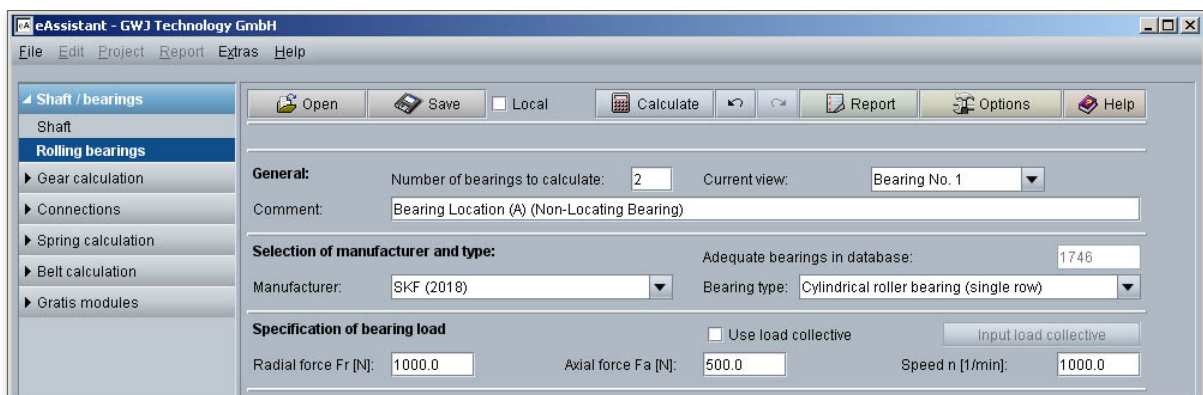 eA eAssistant - GWJ Technology GmbH
File Edit Project Report Extras Help
Shaft / bearings
Shaft
Rolling bearings
Gear calculation
Connections
Spring calculation
Belt calculation
Gratis modules
Open Save Local Calculate Report Options Help
General: Number of bearings to calculate: 2 Current view: Bearing No. 1
Comment: Bearing Location (A) (Non-Locating Bearing)
Selection of manufacturer and type: Adequate bearings in database: 1746
Manufacturer: SKF (2018) Bearing type: Cylindrical roller bearing (single row)
Specification of bearing load Use load collective Input load collective
Radial force Fr [N]: 1000.0 Axial force Fa [N]: 500.0 Speed n [1/min]: 1000.0